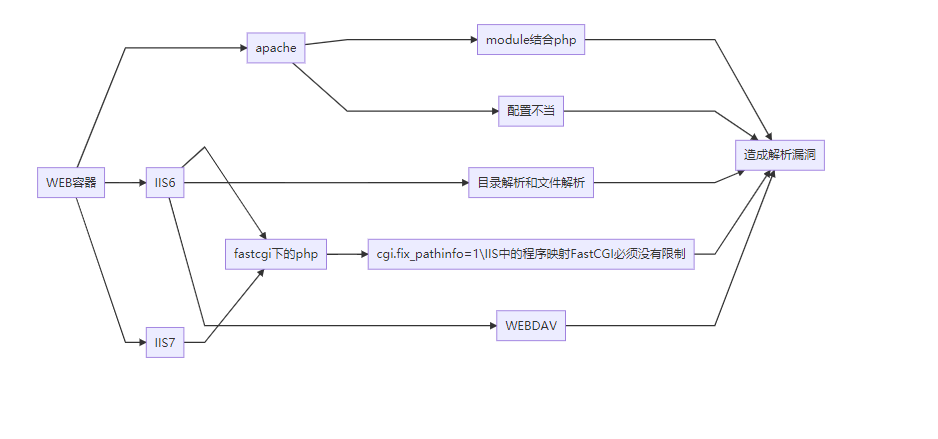 module结合php
apache
配置不当
造成解析漏洞
WEB容器
IIS6
目录解析和文件解析
fastcgi下的php
cgi.fix_pathinfo=1\IIS中的程序映射FastCGI必须没有限制
WEBDAV
IIS7